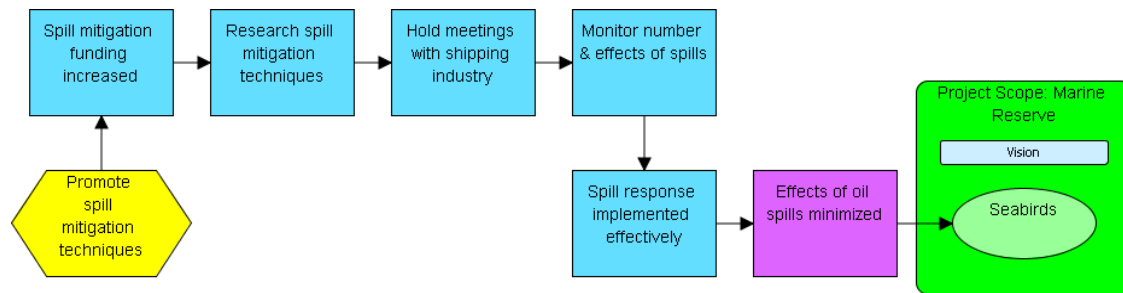 Spill mitigation
funding
increased
Research spill
mitigation
techniques
Hold meetings
with shipping
industry
Monitor number
& effects of spills
Project Scope: Marine
Reserve
Vision
Promote
spill
mitigation
techniques
Spill response
implemented
effectively
Effects of oil
spills minimized
Seabirds